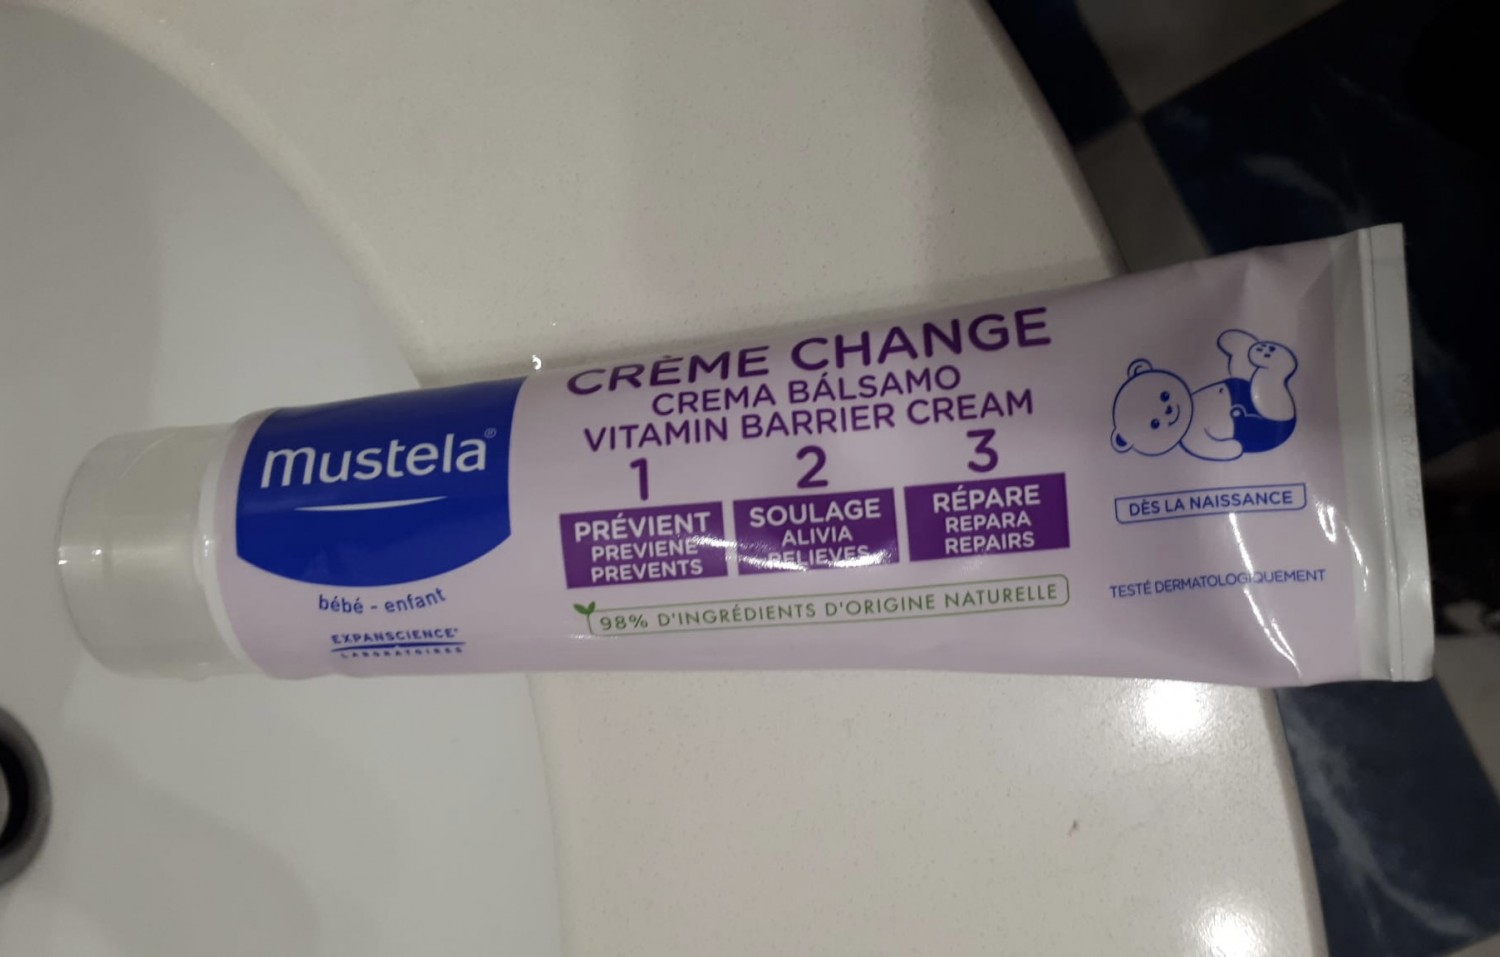 mustela®
bébé - enfant
EXPANSCIENCE®
LABORATOIRES
CRÈME CHANGE
CREMA BÁLSAMO
VITAMIN BARRIER CREAM
1
PRÉVIENT
PREVIENE
PREVENTS
2
SOULAGE
ALIVIA
RELIEVES
3
RÉPARE
REPARA
REPAIRS
98% D'INGRÉDIENTS D'ORIGINE NATURELLE
DÈS LA NAISSANCE
TESTÉ DERMATOLOGIQUEMENT